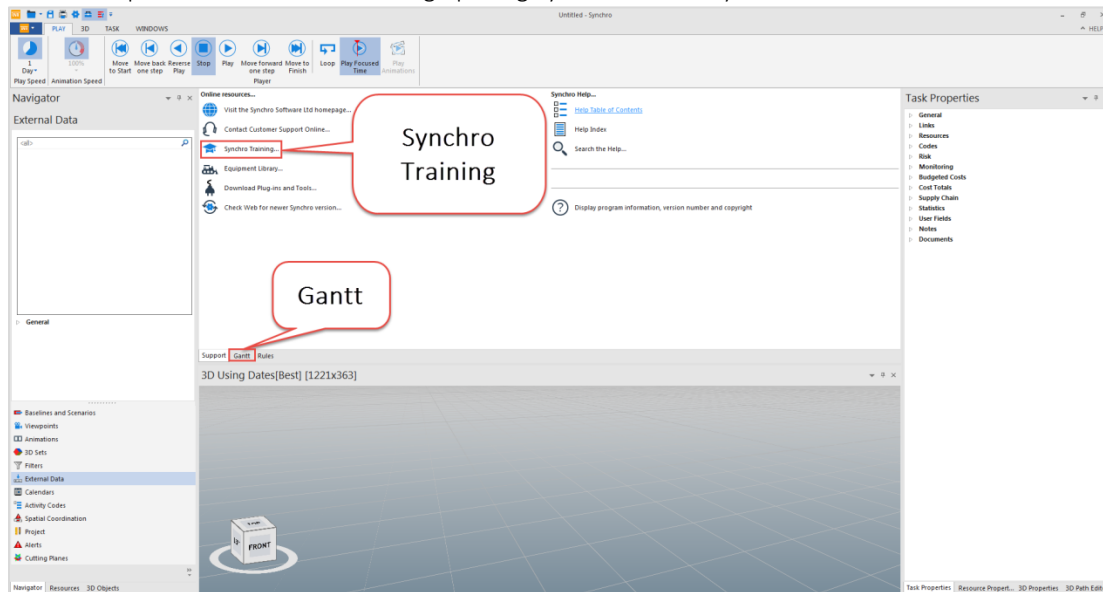 Untitled - Synchro
HELP
PLAY 3D TASK WINDOWS
1 Day
100%
Move to Start
Move back one step
Reverse Play
Stop
Play
Move forward one step
Move to Finish
Loop
Play Focused Time
Play Animations
Play Speed Animation Speed Player
Navigator
External Data
<all>
General
Baselines and Scenarios
Viewpoints
Animations
3D Sets
Filters
External Data
Calendars
Activity Codes
Spatial Coordination
Project
Alerts
Cutting Planes
Navigator Resources 3D Objects
Online resources...
Visit the Synchro Software Ltd homepage...
Contact Customer Support Online...
Synchro Training...
Equipment Library...
Download Plug-ins and Tools...
Check Web for newer Synchro version...
Synchro Training
Gantt
Synchro Help...
Help Table of Contents
Help Index
Search the Help...
Display program information, version number and copyright
Support Gantt Rules
3D Using Dates[Best] [1221x363]
TOP
FRONT
Task Properties
General
Links
Resources
Codes
Risk
Monitoring
Budgeted Costs
Cost Totals
Supply Chain
Statistics
User Fields
Notes
Documents
Task Properties Resource Propert... 3D Properties 3D Path Edit